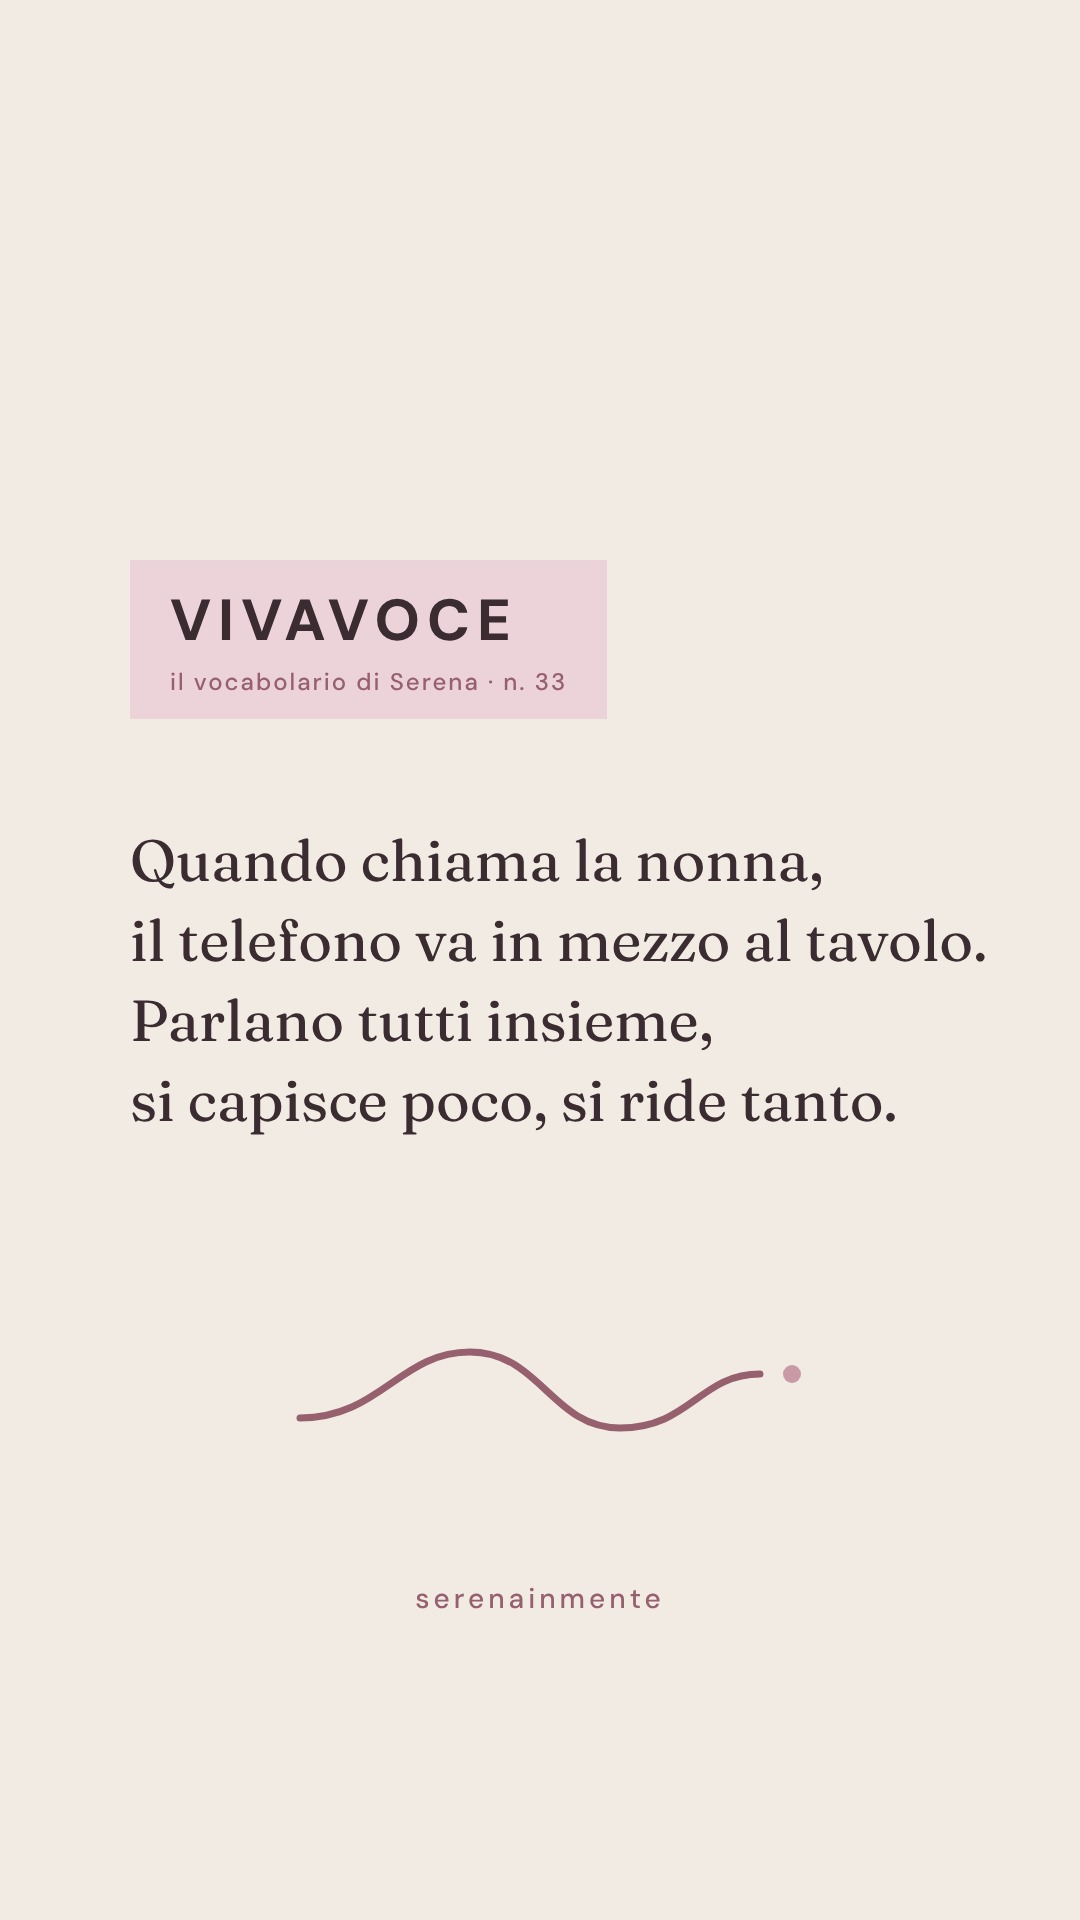 VIVAVOCE
il vocabolario di Serena · n. 33
Quando chiama la nonna,
il telefono va in mezzo al tavolo.
Parlano tutti insieme,
si capisce poco, si ride tanto.
serenainmente